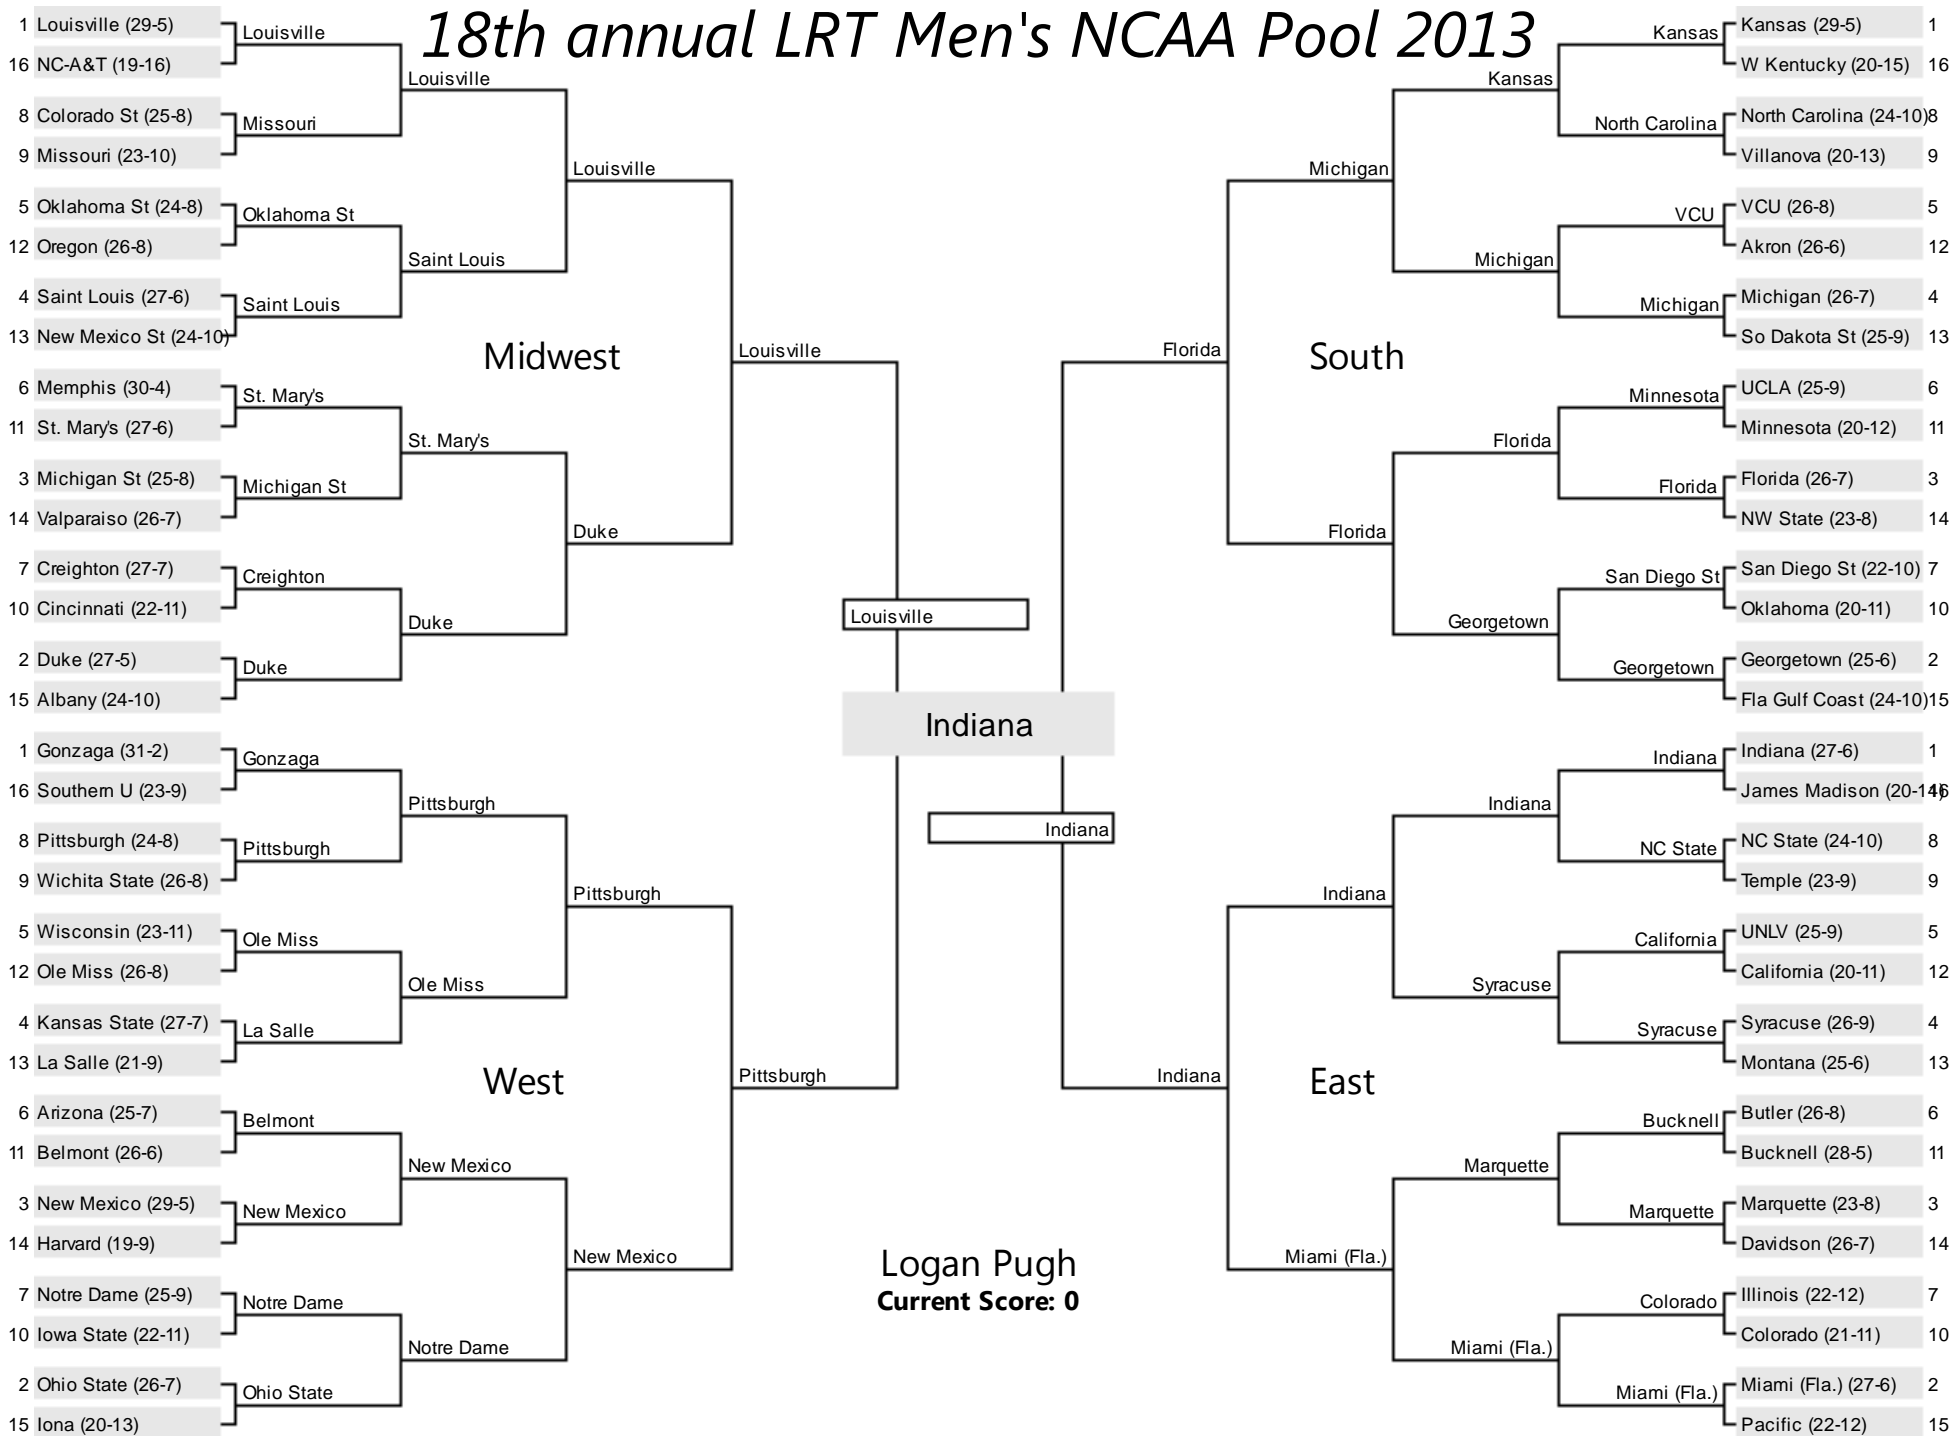 18th annual LRT Men's NCAA Pool 2013
1 Louisville (29-5)
16 NC-A&T (19-16)
8 Colorado St (25-8)
9 Missouri (23-10)
5 Oklahoma St (24-8)
12 Oregon (26-8)
4 Saint Louis (27-6)
13 New Mexico St (24-10)
6 Memphis (30-4)
11 St. Mary's (27-6)
3 Michigan St (25-8)
14 Valparaiso (26-7)
7 Creighton (27-7)
10 Cincinnati (22-11)
2 Duke (27-5)
15 Albany (24-10)
Louisville
Missouri
Oklahoma St
Saint Louis
St. Mary's
Michigan St
Creighton
Duke
Louisville
Saint Louis
St. Mary's
Duke
Louisville
Duke
Midwest
Louisville
1 Gonzaga (31-2)
16 Southern U (23-9)
8 Pittsburgh (24-8)
9 Wichita State (26-8)
5 Wisconsin (23-11)
12 Ole Miss (26-8)
4 Kansas State (27-7)
13 La Salle (21-9)
6 Arizona (25-7)
11 Belmont (26-6)
3 New Mexico (29-5)
14 Harvard (19-9)
7 Notre Dame (25-9)
10 Iowa State (22-11)
2 Ohio State (26-7)
15 Iona (20-13)
Gonzaga
Pittsburgh
Ole Miss
La Salle
Belmont
New Mexico
Notre Dame
Ohio State
Pittsburgh
Ole Miss
New Mexico
Notre Dame
Pittsburgh
New Mexico
West
Pittsburgh
Louisville
Indiana
Indiana
Logan Pugh
Current Score: 0
Florida
South
Michigan
Florida
Kansas
Michigan
Florida
Georgetown
Kansas
North Carolina
VCU
Michigan
Minnesota
Florida
San Diego St
Georgetown
Kansas (29-5) 1
W Kentucky (20-15) 16
North Carolina (24-10) 8
Villanova (20-13) 9
VCU (26-8) 5
Akron (26-6) 12
Michigan (26-7) 4
So Dakota St (25-9) 13
UCLA (25-9) 6
Minnesota (20-12) 11
Florida (26-7) 3
NW State (23-8) 14
San Diego St (22-10) 7
Oklahoma (20-11) 10
Georgetown (25-6) 2
Fla Gulf Coast (24-10) 15
Indiana
East
Indiana
Miami (Fla.)
Indiana
Syracuse
Marquette
Miami (Fla.)
Indiana
NC State
California
Syracuse
Bucknell
Marquette
Colorado
Miami (Fla.)
Indiana (27-6) 1
James Madison (20-14) 16
NC State (24-10) 8
Temple (23-9) 9
UNLV (25-9) 5
California (20-11) 12
Syracuse (26-9) 4
Montana (25-6) 13
Butler (26-8) 6
Bucknell (28-5) 11
Marquette (23-8) 3
Davidson (26-7) 14
Illinois (22-12) 7
Colorado (21-11) 10
Miami (Fla.) (27-6) 2
Pacific (22-12) 15